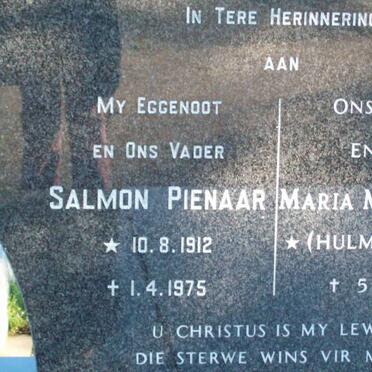 IN TERE HERINNERING
AAN
MY EGGENOOT
EN ONS VADER
SALMON PIENAAR
★ 10.8.1912
† 1.4.1975
ONS
EN
MARIA M
★ (HULM
† 5
U CHRISTUS IS MY LEW
DIE STERWE WINS VIR M